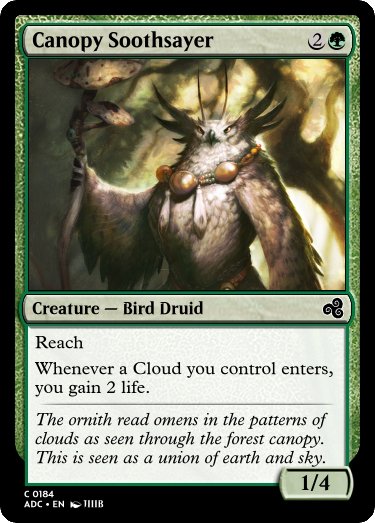 Canopy Soothsayer 2
Creature — Bird Druid
Reach
Whenever a Cloud you control enters,
you gain 2 life.
The ornith read omens in the patterns of
clouds as seen through the forest canopy.
This is seen as a union of earth and sky.
1/4
C 0184
ADC • EN